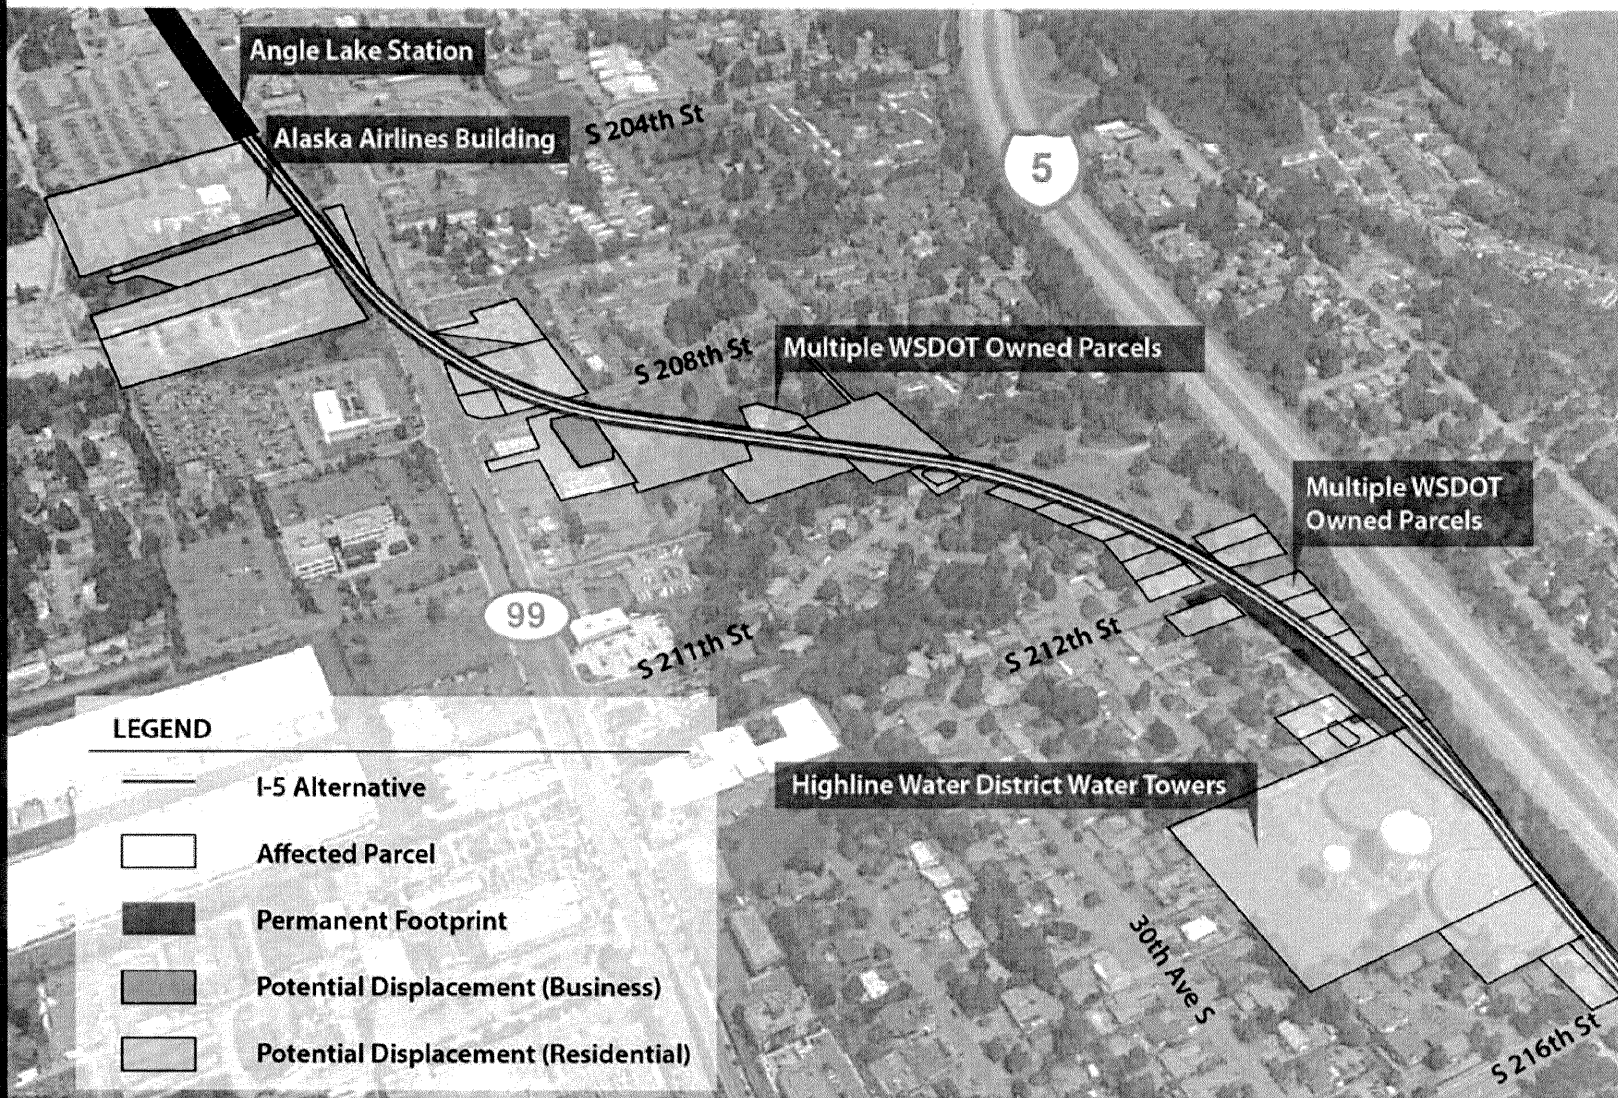 Angle Lake Station
Alaska Airlines Building
S 204th St
5
S 208th St
Multiple WSDOT Owned Parcels
Multiple WSDOT
Owned Parcels
99
S 211th St
S 212th St
Highline Water District Water Towers
30th Ave S
S 216th St
LEGEND
I-5 Alternative
Affected Parcel
Permanent Footprint
Potential Displacement (Business)
Potential Displacement (Residential)